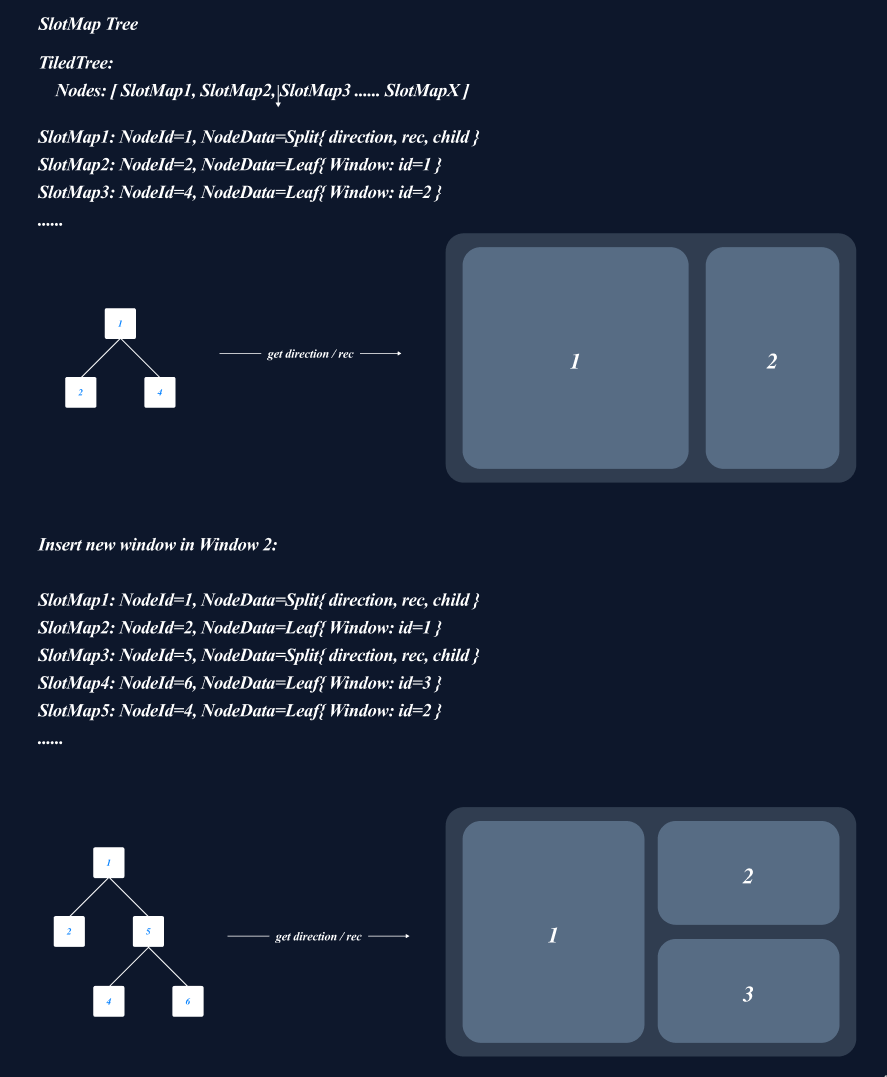 SlotMap Tree
TiledTree:
Nodes: [ SlotMap1, SlotMap2, SlotMap3 ...... SlotMapX ]
SlotMap1: NodeId=1, NodeData=Split{ direction, rec, child }
SlotMap2: NodeId=2, NodeData=Leaf{ Window: id=1 }
SlotMap3: NodeId=4, NodeData=Leaf{ Window: id=2 }
......
1
2 4
get direction / rec
1 2
Insert new window in Window 2:
SlotMap1: NodeId=1, NodeData=Split{ direction, rec, child }
SlotMap2: NodeId=2, NodeData=Leaf{ Window: id=1 }
SlotMap3: NodeId=5, NodeData=Split{ direction, rec, child }
SlotMap4: NodeId=6, NodeData=Leaf{ Window: id=3 }
SlotMap5: NodeId=4, NodeData=Leaf{ Window: id=2 }
......
1
2 5
4 6
get direction / rec
1
2
3